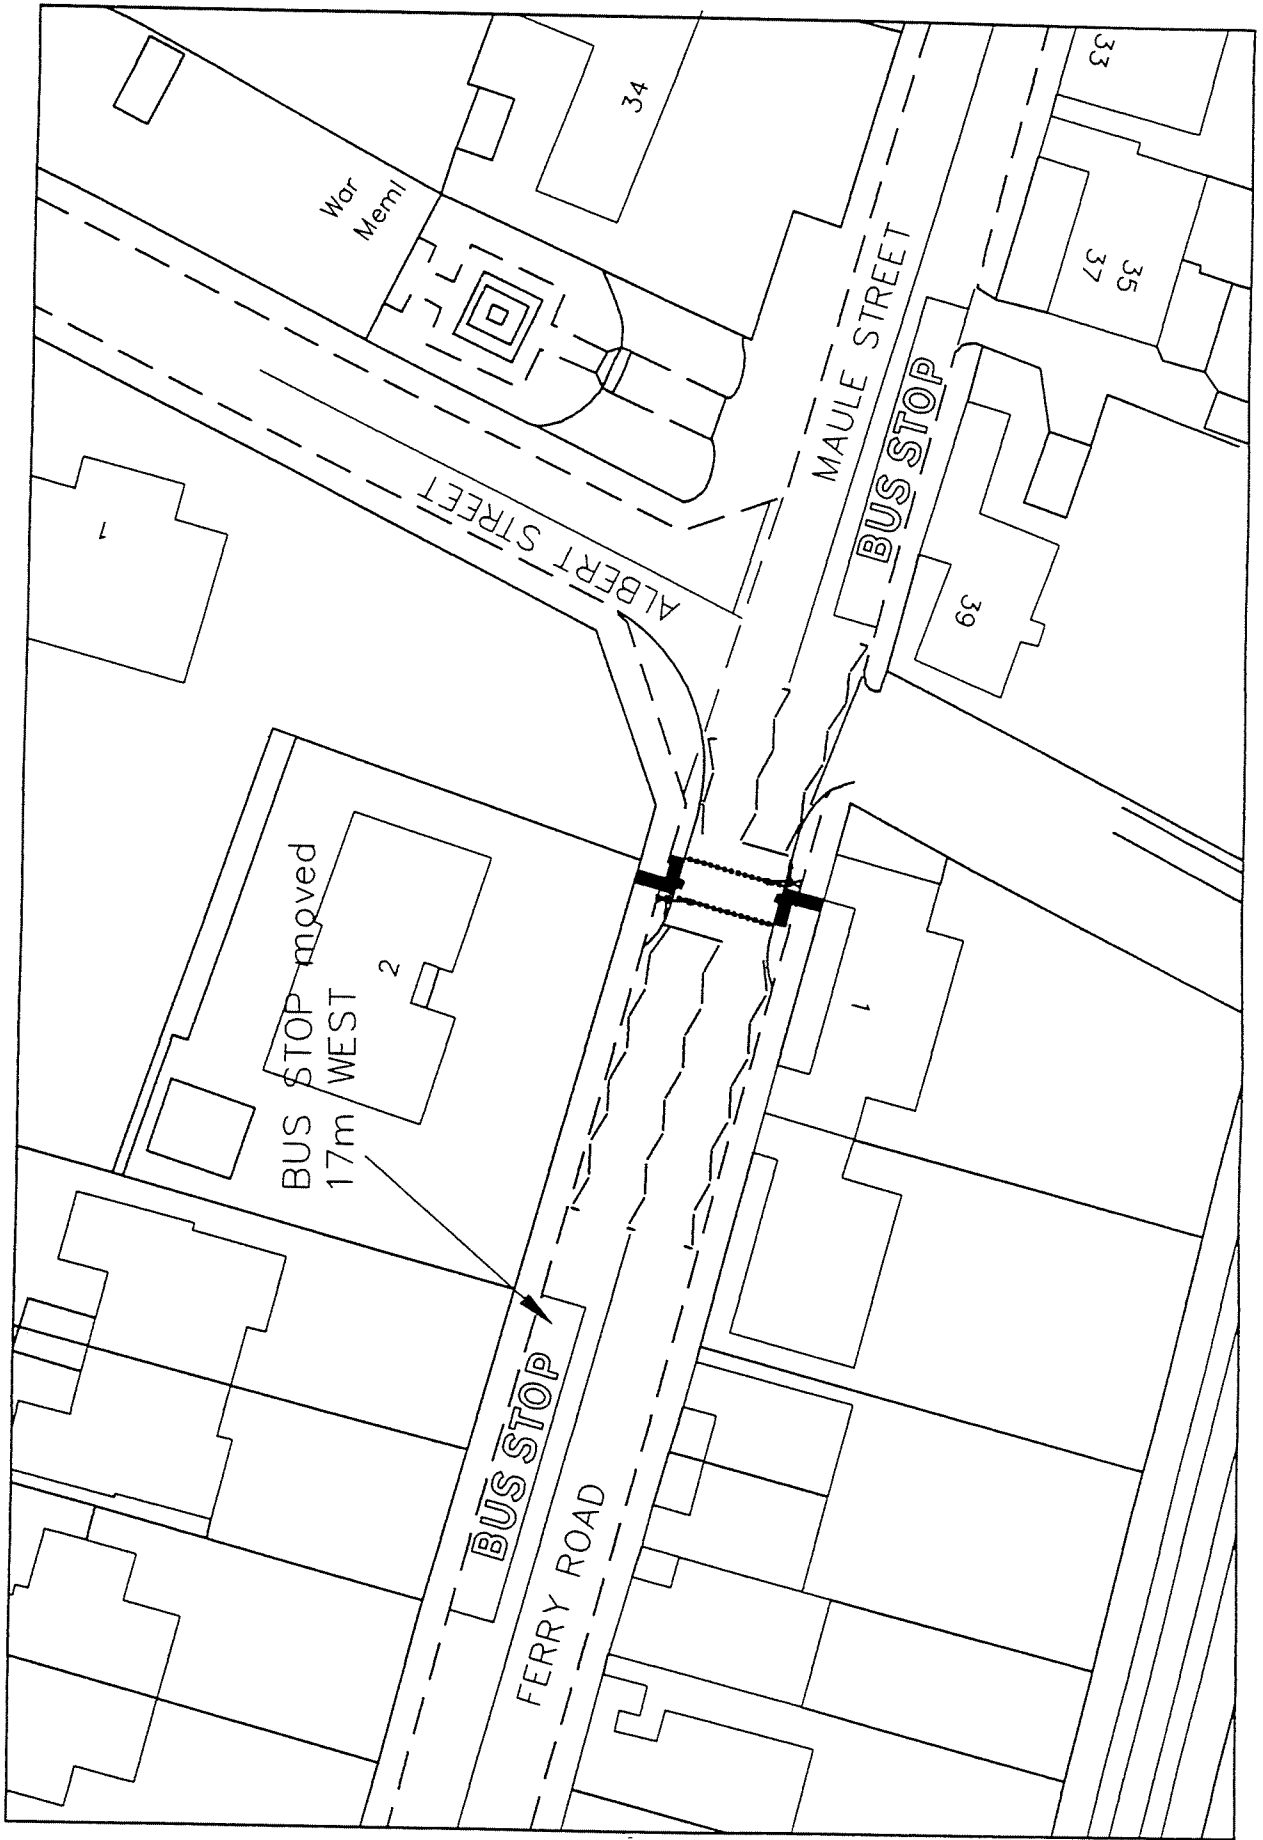 33
34
War
Meml
35
37
MAULE STREET
BUS STOP
ALBERT STREET
1
39
BUS STOP moved
17m WEST
2
1
BUS STOP
FERRY ROAD